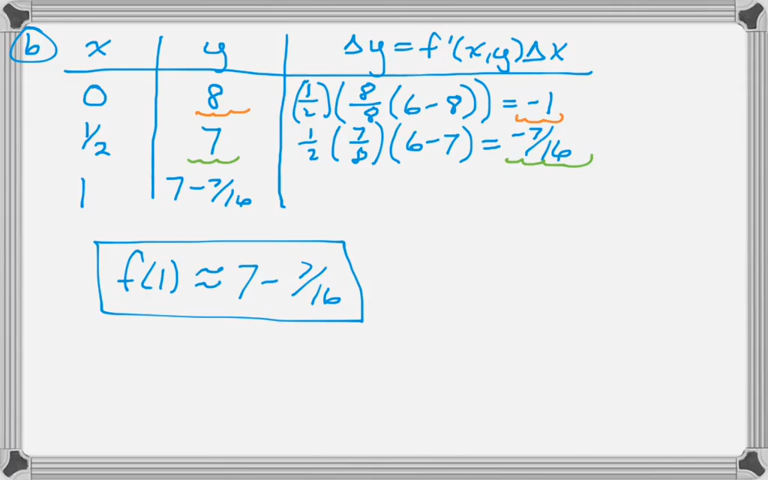 b x y Δy = f'(x,y)Δx
0 8 (1/2)(8/8(6-8)) = -1
1/2 7 1/2(7/8)(6-7) = -7/16
1 7-7/16
f(1) ≈ 7 - 7/16